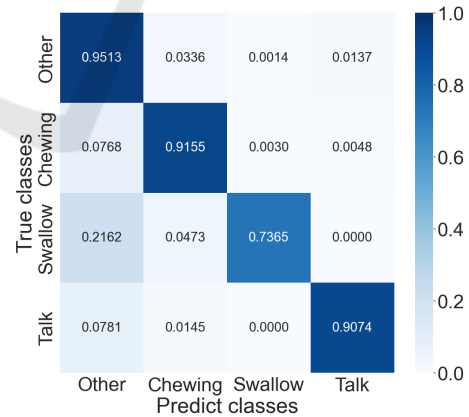 1.0
Other 0.9513 0.0336 0.0014 0.0137
0.8
Chewing 0.0768 0.9155 0.0030 0.0048
0.6
True classes
Swallow 0.2162 0.0473 0.7365 0.0000
0.4
0.2
Talk 0.0781 0.0145 0.0000 0.9074
0.0
Other Chewing Swallow Talk
Predict classes